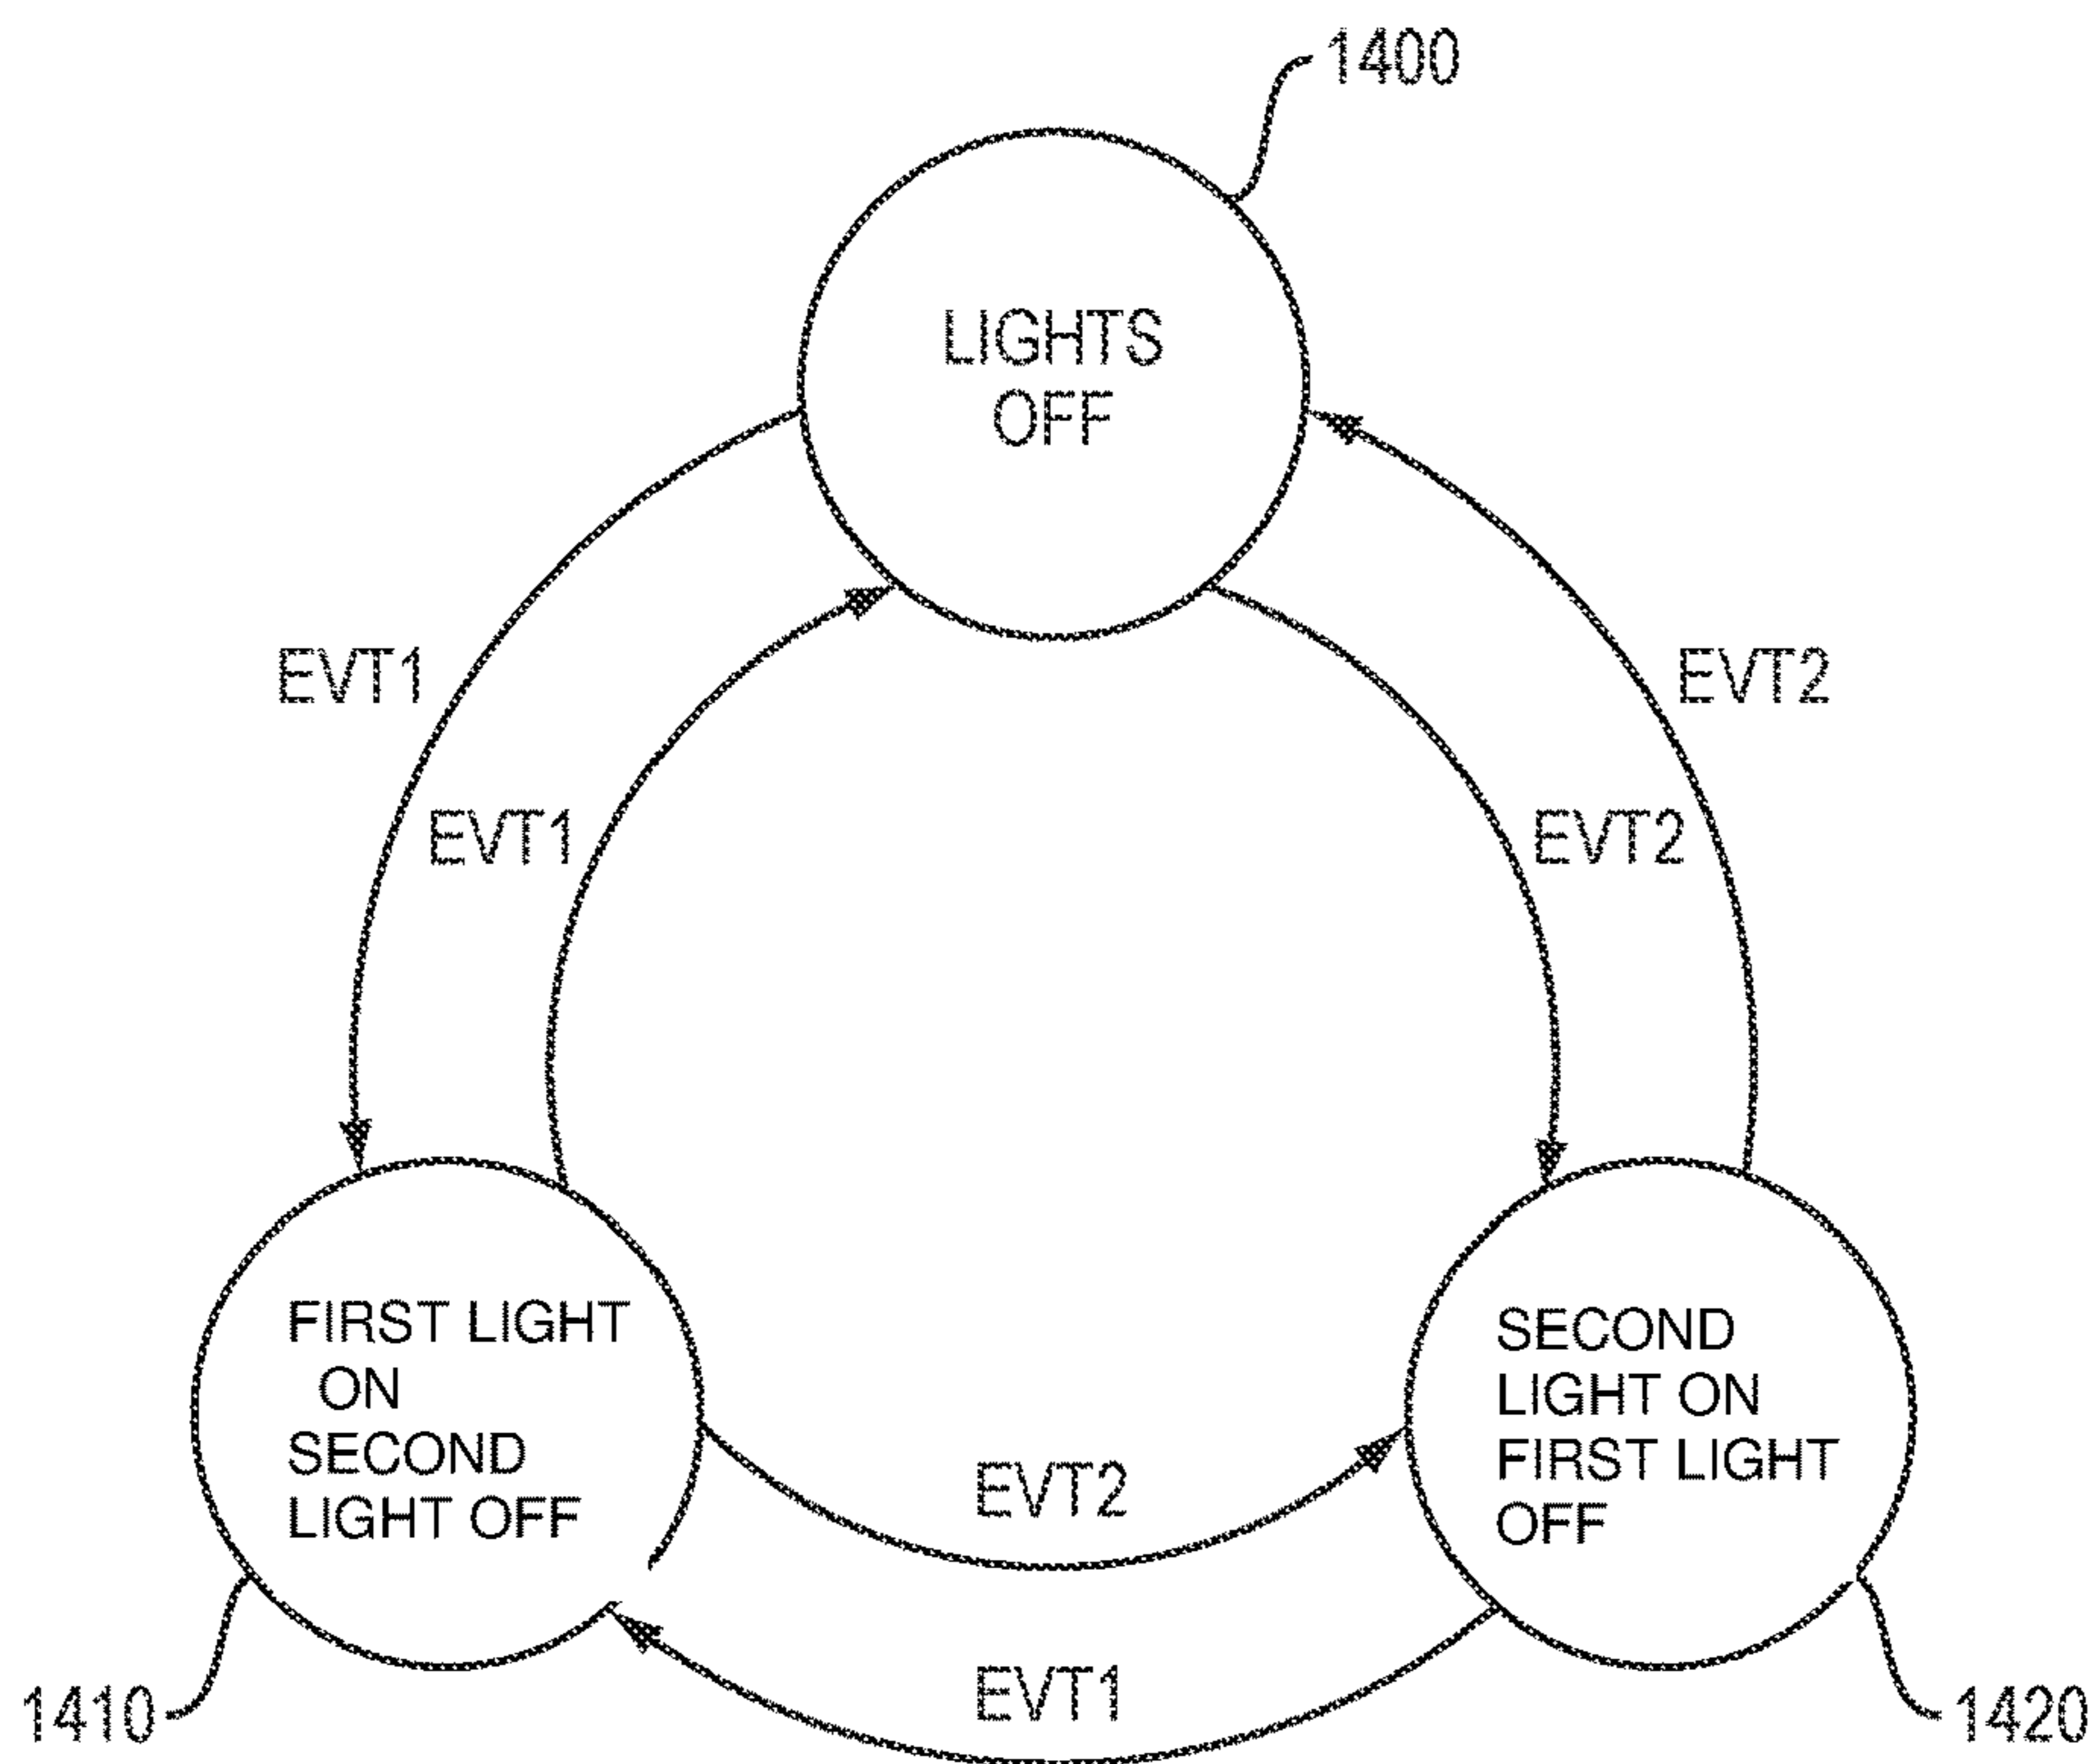 1400
LIGHTS
OFF
EVT1
EVT2
EVT1
EVT2
FIRST LIGHT
ON
SECOND
LIGHT OFF
SECOND
LIGHT ON
FIRST LIGHT
OFF
EVT2
EVT1
1410
1420